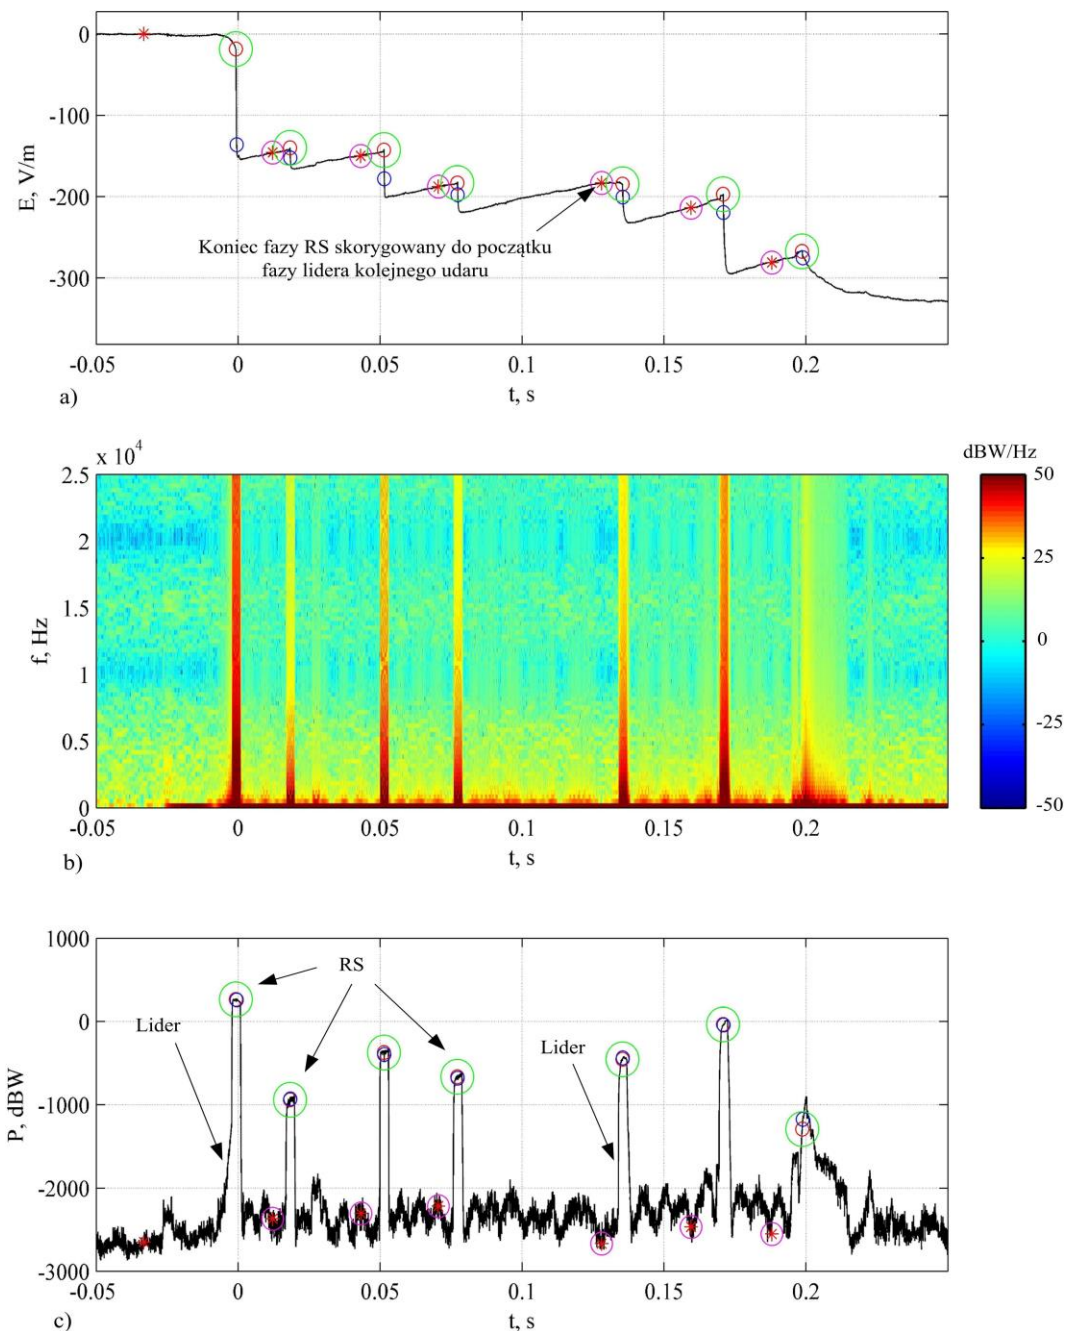 0
-100
-200
-300
E, V/m
Koniec fazy RS skorygowany do początku
fazy lidera kolejnego udaru
-0.05 0 0.05 0.1 0.15 0.2
t, s
a)
x 10^4
dBW/Hz
2.5
2
1.5
1
0.5
0
f, Hz
50
25
0
-25
-50
-0.05 0 0.05 0.1 0.15 0.2
t, s
b)
1000
0
-1000
-2000
-3000
P, dBW
RS
Lider
Lider
-0.05 0 0.05 0.1 0.15 0.2
t, s
c)